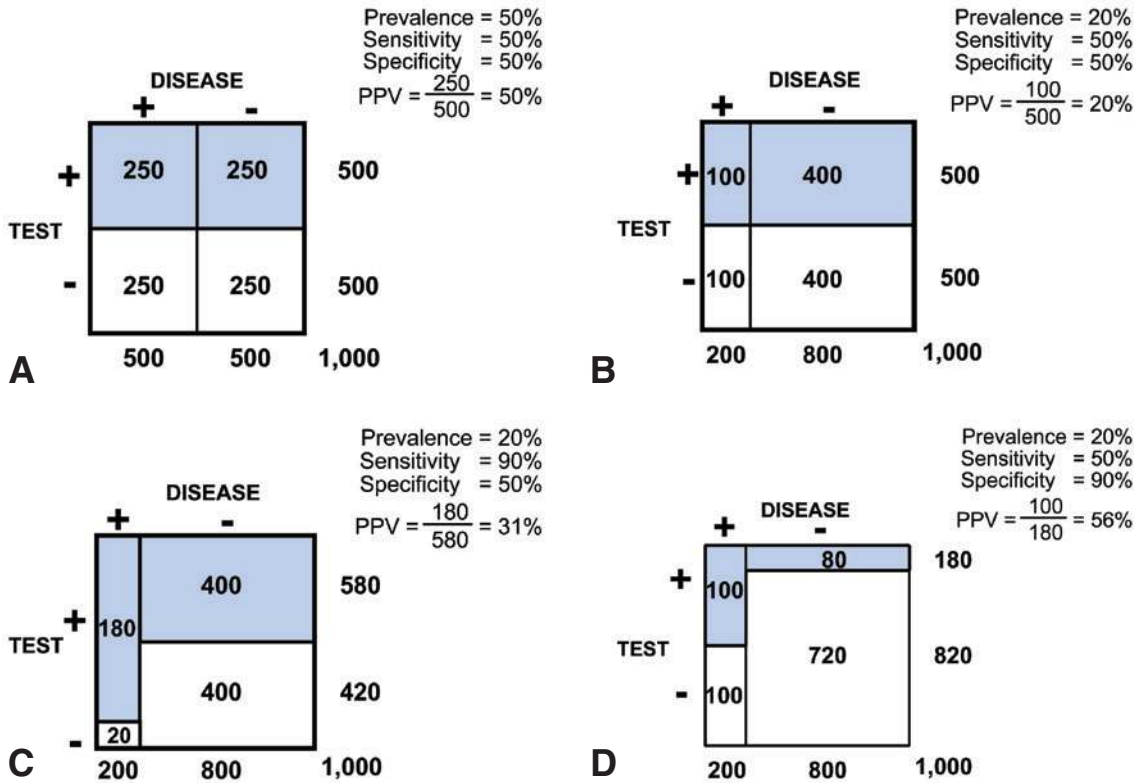 Prevalence = 50%
Sensitivity = 50%
Specificity = 50%
PPV = 250/500 = 50%
DISEASE
+ -
+ 250 250 500
TEST
- 250 250 500
500 500 1,000
A
Prevalence = 20%
Sensitivity = 50%
Specificity = 50%
PPV = 100/500 = 20%
DISEASE
+ -
+ 100 400 500
TEST
- 100 400 500
200 800 1,000
B
Prevalence = 20%
Sensitivity = 90%
Specificity = 50%
PPV = 180/580 = 31%
DISEASE
+ -
400 580
+ 180
TEST
400 420
- 20
200 800 1,000
C
Prevalence = 20%
Sensitivity = 50%
Specificity = 90%
PPV = 100/180 = 56%
DISEASE
+ -
80 180
+ 100
TEST 720 820
- 100
200 800 1,000
D